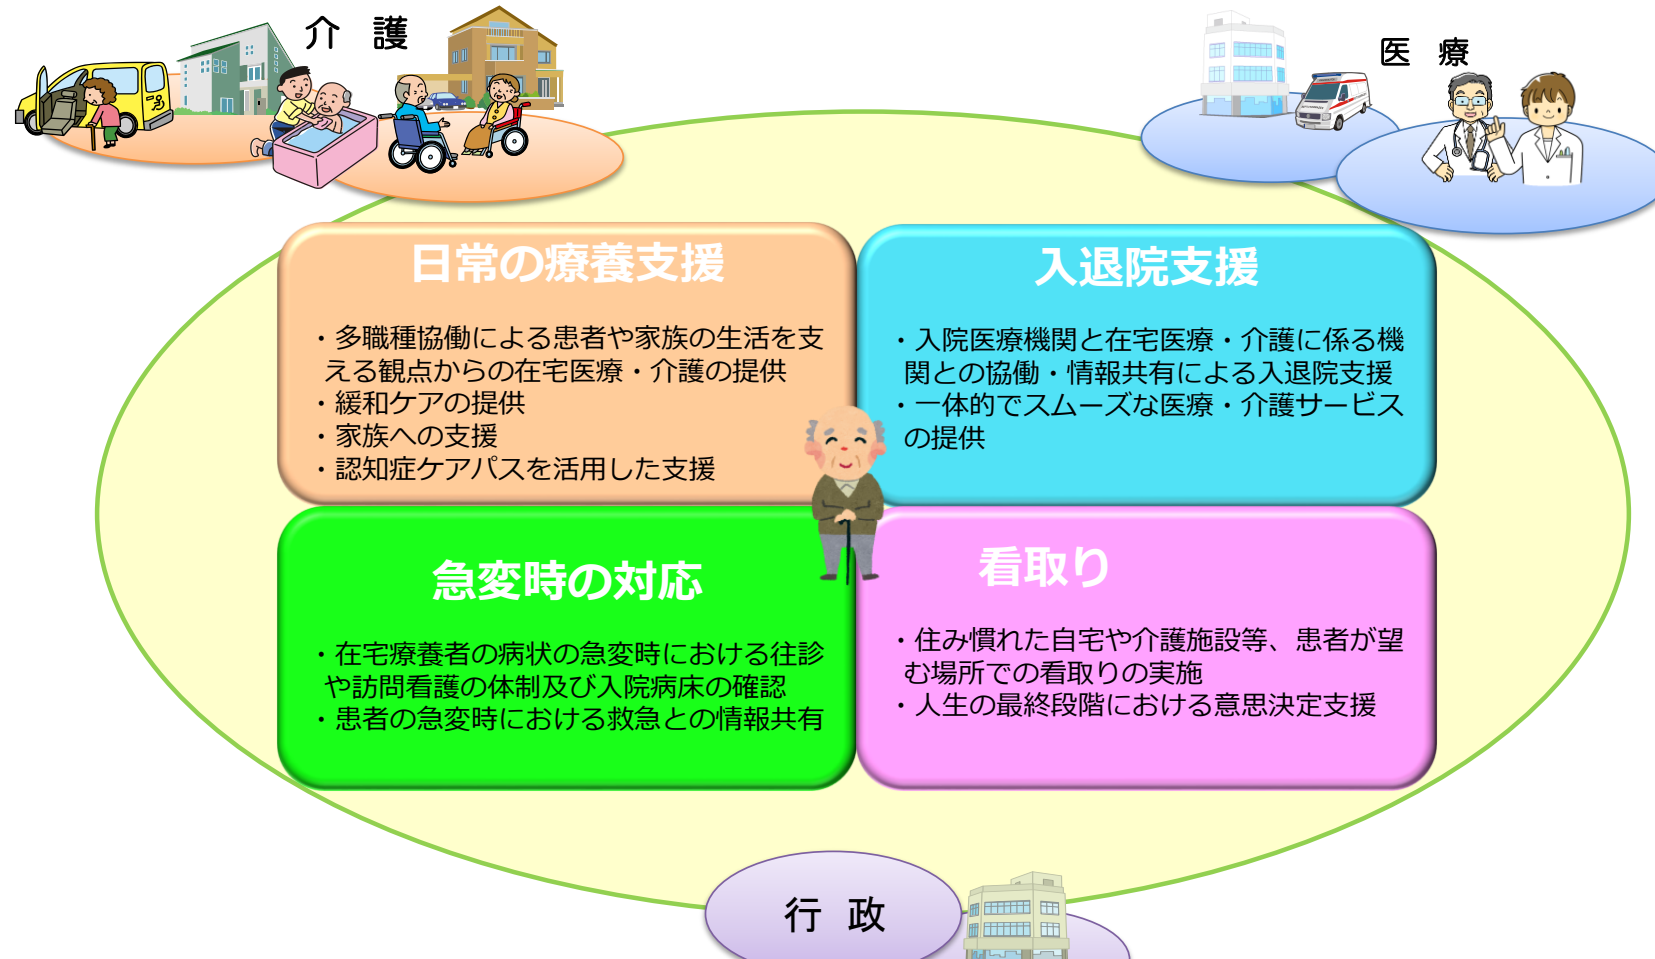 介 護
医 療
日常の療養支援
・多職種協働による患者や家族の生活を支
える観点からの在宅医療・介護の提供
・緩和ケアの提供
・家族への支援
・認知症ケアパスを活用した支援
入退院支援
・入院医療機関と在宅医療・介護に係る機
関との協働・情報共有による入退院支援
・一体的でスムーズな医療・介護サービス
の提供
急変時の対応
・在宅療養者の病状の急変時における往診
や訪問看護の体制及び入院病床の確認
・患者の急変時における救急との情報共有
看取り
・住み慣れた自宅や介護施設等、患者が望
む場所での看取りの実施
・人生の最終段階における意思決定支援
行 政